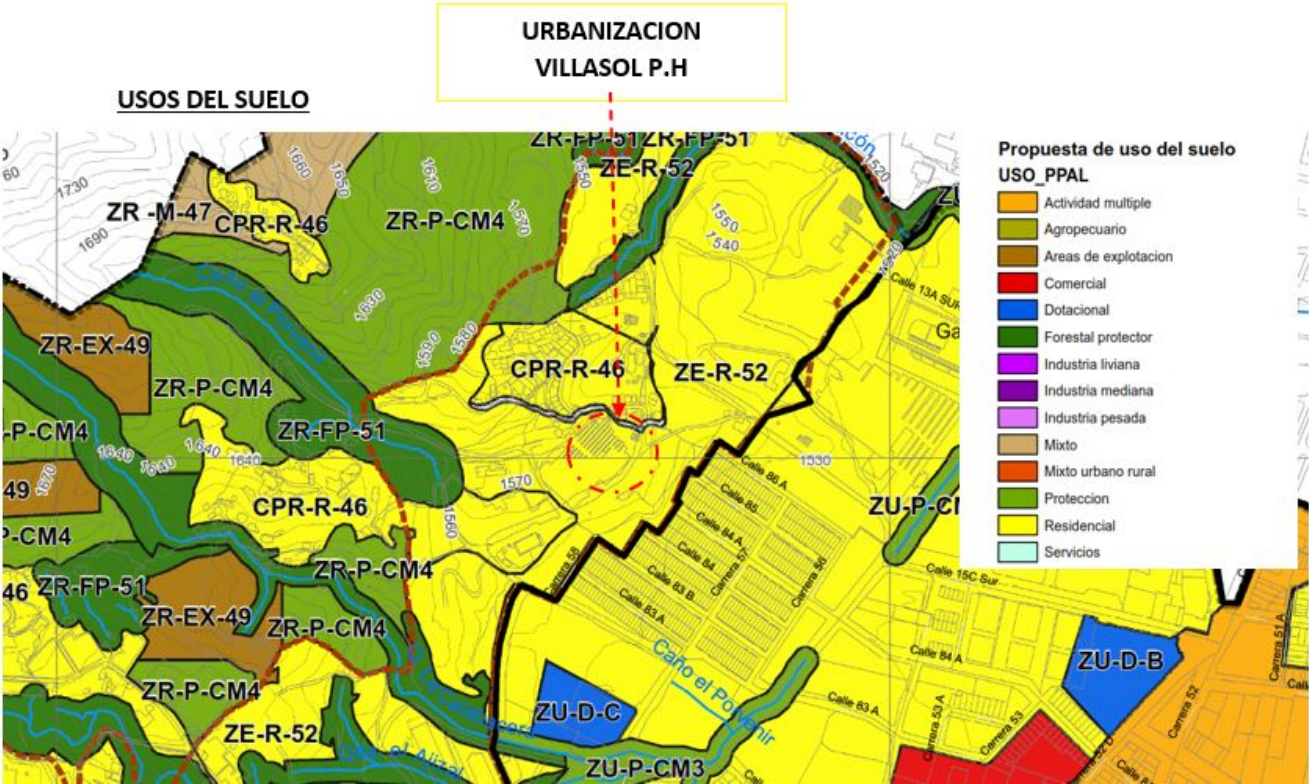 URBANIZACION
VILLASOL P.H
USOS DEL SUELO
Propuesta de uso del suelo
USO_PPAL
Actividad multiple
Agropecuario
Areas de explotacion
Comercial
Dotacional
Forestal protector
Industria liviana
Industria mediana
Industria pesada
Mixto
Mixto urbano rural
Proteccion
Residencial
Servicios
ZR-FP-51
ZR-FP-51
ZE-R-52
1550
1520
1660
1650
1610
1570
1730
1690
ZR -M-47
CPR-R-46
ZR-P-CM4
1550
1540
1520
Calle 13A SUR
1630
1590
1580
ZR-EX-49
ZR-P-CM4
CPR-R-46
ZE-R-52
ZR-FP-51
-P-CM4
1640
1640
1640
1640
1530
1670
49
1570
1560
Calle 86 A
Calle 85
Calle 84 A
Calle 84
Calle 83 B
Calle 83 A
Carrera 58
Carrera 57
Carrera 56
CPR-R-46
P-CM4
ZR-P-CM4
46
ZR-FP-51
ZR-EX-49
ZR-P-CM4
Calle 15C Sur
Calle 84 A
ZU-D-B
Carrera 51 A
Carrera 52
Caño el Porvenir
ZR-P-CM4
ZU-D-C
Calle 83 A
Carrera 53 A
Carrera 53
ZE-R-52
ZU-P-CM3